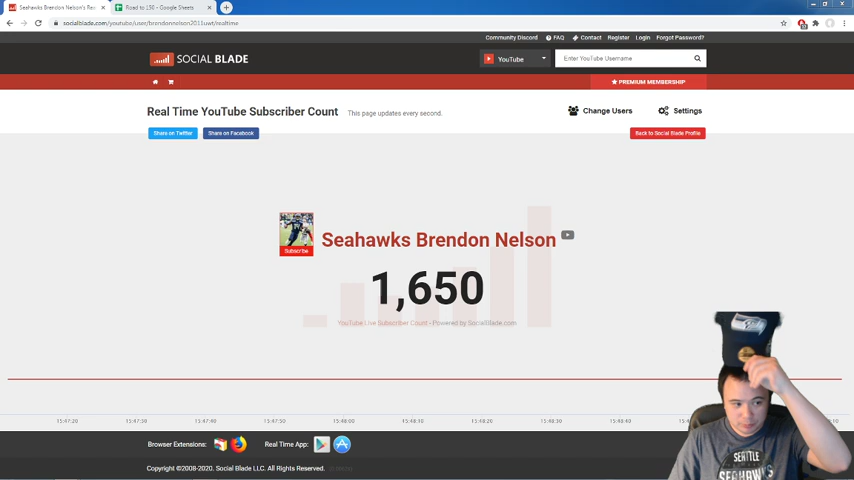 Seahawks Brendon Nelson's Rea
Road to 150 - Google Sheets
socialblade.com/youtube/user/brendonnelson2011uwt/realtime
Community Discord
FAQ
Contact
Register
Login
Forgot Password?
SOCIAL BLADE
YouTube
Enter YouTube Username
PREMIUM MEMBERSHIP
Real Time YouTube Subscriber Count
This page updates every second.
Change Users
Settings
Share on Twitter
Share on Facebook
Back to Social Blade Profile
Subscribe
Seahawks Brendon Nelson
1,650
YouTube Live Subscriber Count - Powered by SocialBlade.com
15:47:20 15:47:30 15:47:40 15:47:50 15:48:00 15:48:10 15:48:20 15:48:30 15:48:40
Browser Extensions:
Real Time App:
Copyright ©2008-2020. Social Blade LLC. All Rights Reserved.
SEATTLE
SEAHAWKS